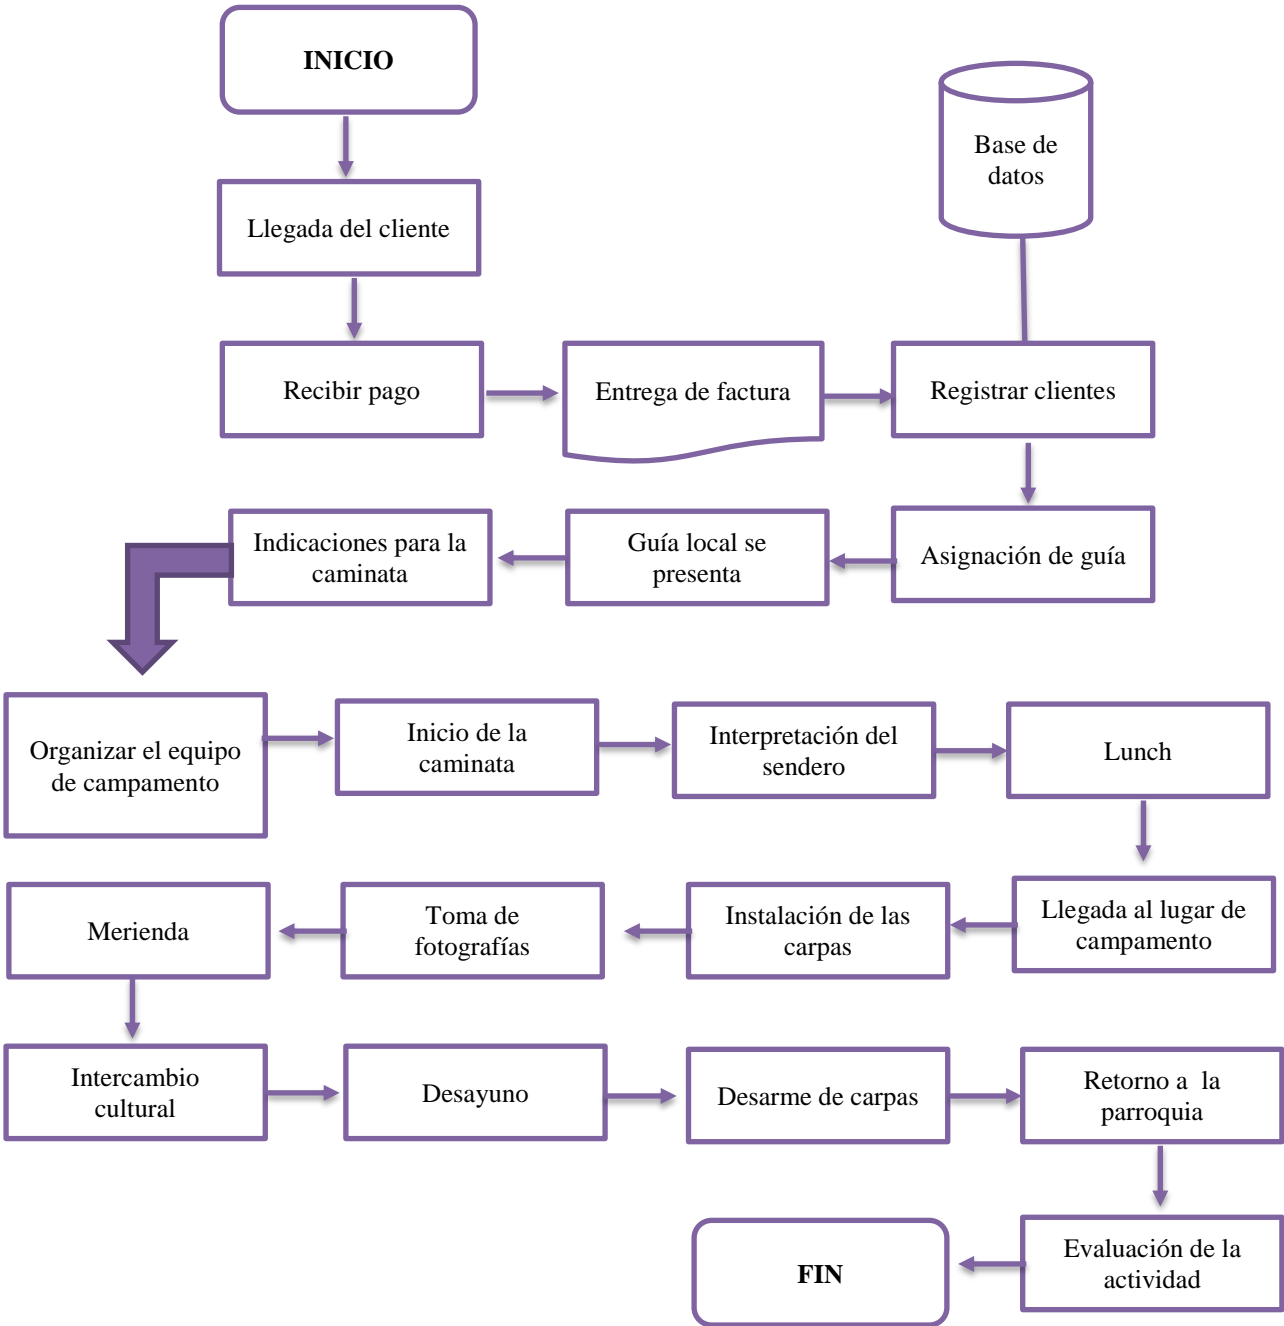 INICIO
Base de
datos
Llegada del cliente
Recibir pago
Entrega de factura
Registrar clientes
Indicaciones para la
caminata
Guía local se
presenta
Asignación de guía
Organizar el equipo
de campamento
Inicio de la
caminata
Interpretación del
sendero
Lunch
Merienda
Toma de
fotografías
Instalación de las
carpas
Llegada al lugar de
campamento
Intercambio
cultural
Desayuno
Desarme de carpas
Retorno a  la
parroquia
FIN
Evaluación de la
actividad